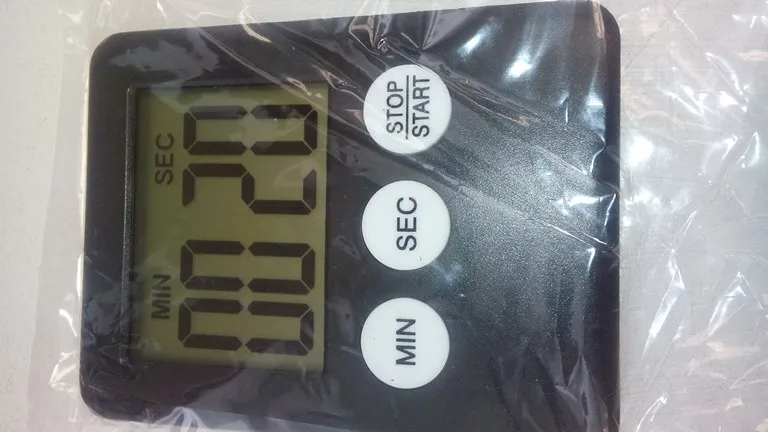 MIN SEC
00 20
MIN SEC STOP
START